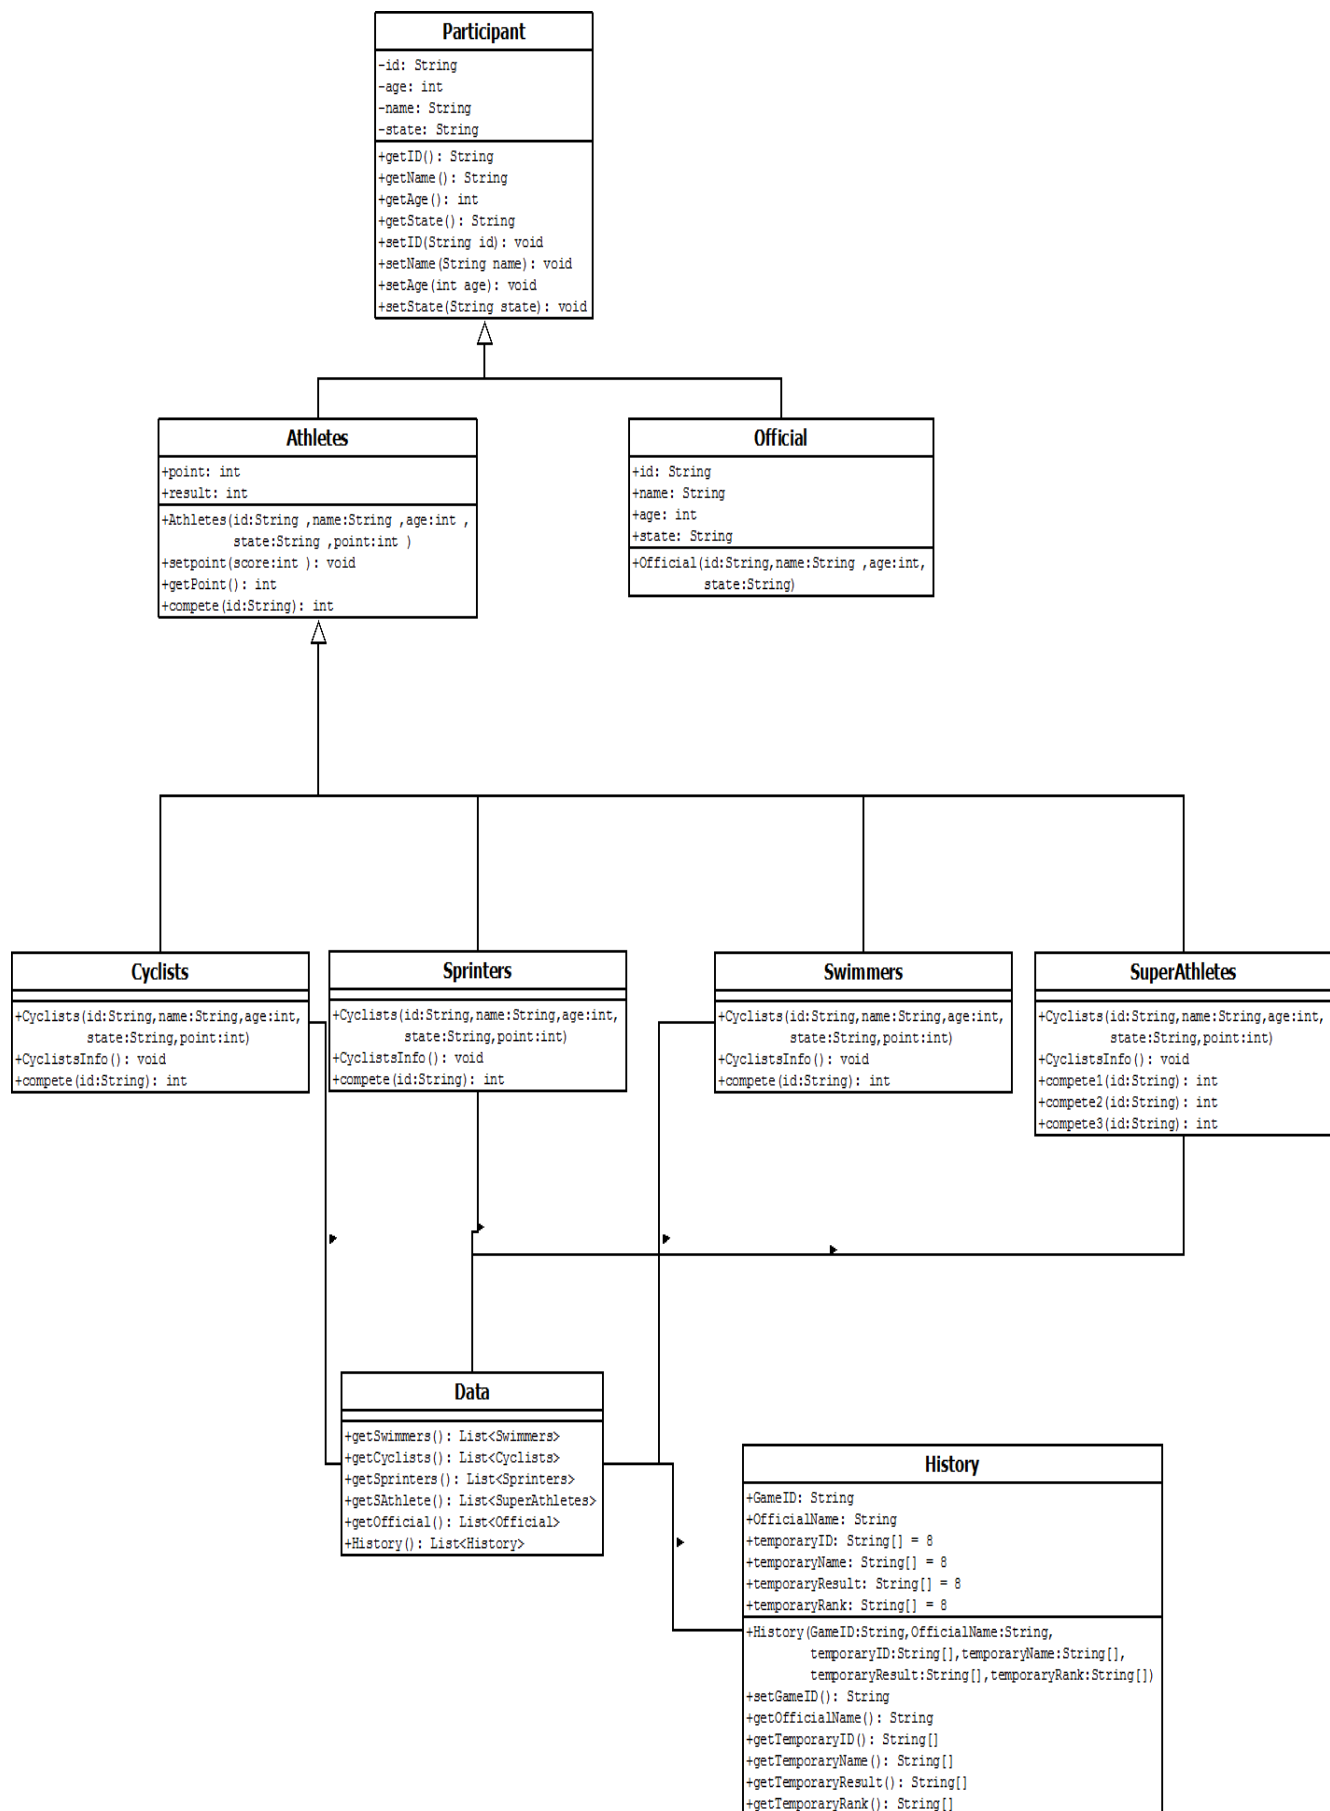 Participant
-id: String
-age: int
-name: String
-state: String
+getID(): String
+getName(): String
+getAge(): int
+getState(): String
+setID(String id): void
+setName(String name): void
+setAge(int age): void
+setState(String state): void
Athletes
+point: int
+result: int
+Athletes(id:String ,name:String ,age:int ,
state:String ,point:int )
+setpoint(score:int ): void
+getPoint(): int
+compete(id:String): int
Official
+id: String
+name: String
+age: int
+state: String
+Official(id:String,name:String ,age:int,
state:String)
Cyclists
+Cyclists(id:String,name:String,age:int,
state:String,point:int)
+CyclistsInfo(): void
+compete(id:String): int
Sprinters
+Cyclists(id:String,name:String,age:int,
state:String,point:int)
+CyclistsInfo(): void
+compete(id:String): int
Swimmers
+Cyclists(id:String,name:String,age:int,
state:String,point:int)
+CyclistsInfo(): void
+compete(id:String): int
SuperAthletes
+Cyclists(id:String,name:String,age:int,
state:String,point:int)
+CyclistsInfo(): void
+compete1(id:String): int
+compete2(id:String): int
+compete3(id:String): int
Data
+getSwimmers(): List<Swimmers>
+getCyclists(): List<Cyclists>
+getSprinters(): List<Sprinters>
+getSAthlete(): List<SuperAthletes>
+getOfficial(): List<Official>
+History(): List<History>
History
+GameID: String
+OfficialName: String
+temporaryID: String[] = 8
+temporaryName: String[] = 8
+temporaryResult: String[] = 8
+temporaryRank: String[] = 8
+History(GameID:String,OfficialName:String,
temporaryID:String[],temporaryName:String[],
temporaryResult:String[],temporaryRank:String[])
+setGameID(): String
+getOfficialName(): String
+getTemporaryID(): String[]
+getTemporaryName(): String[]
+getTemporaryResult(): String[]
+getTemporaryRank(): String[]